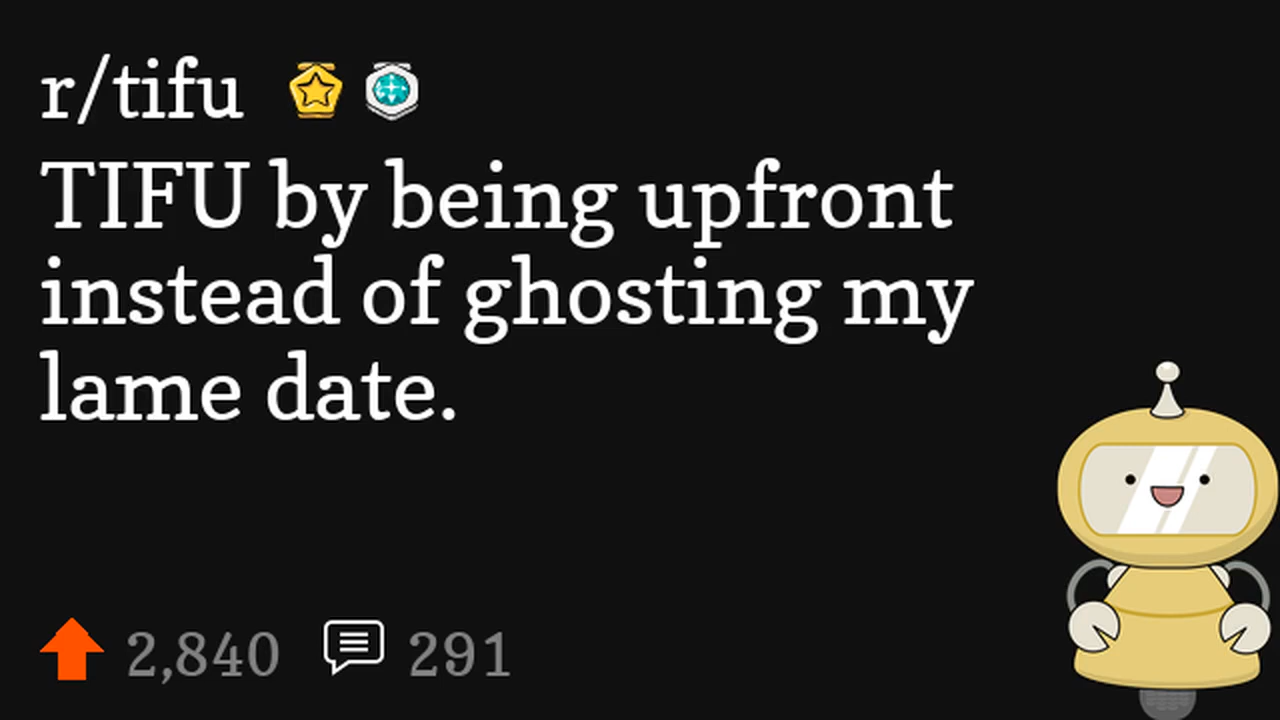 r/tifu
TIFU by being upfront
instead of ghosting my
lame date.
2,840 291